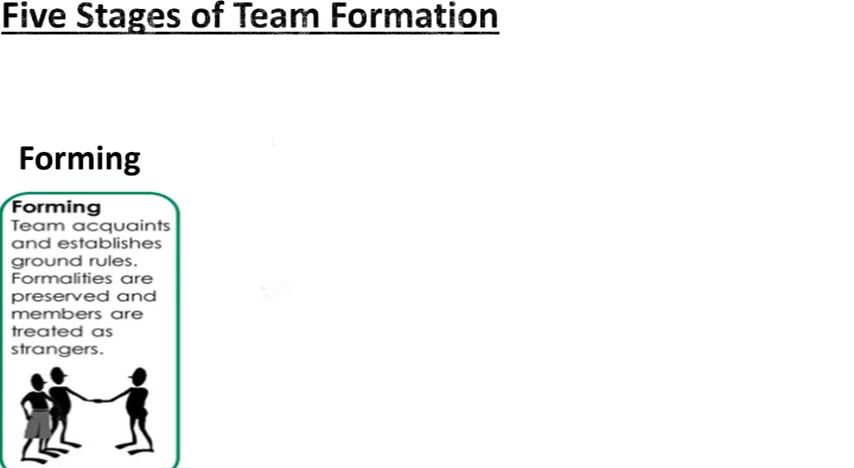 Five Stages of Team Formation
Forming
Forming
Team acquaints
and establishes
ground rules.
Formalities are
preserved and
members are
treated as
strangers.